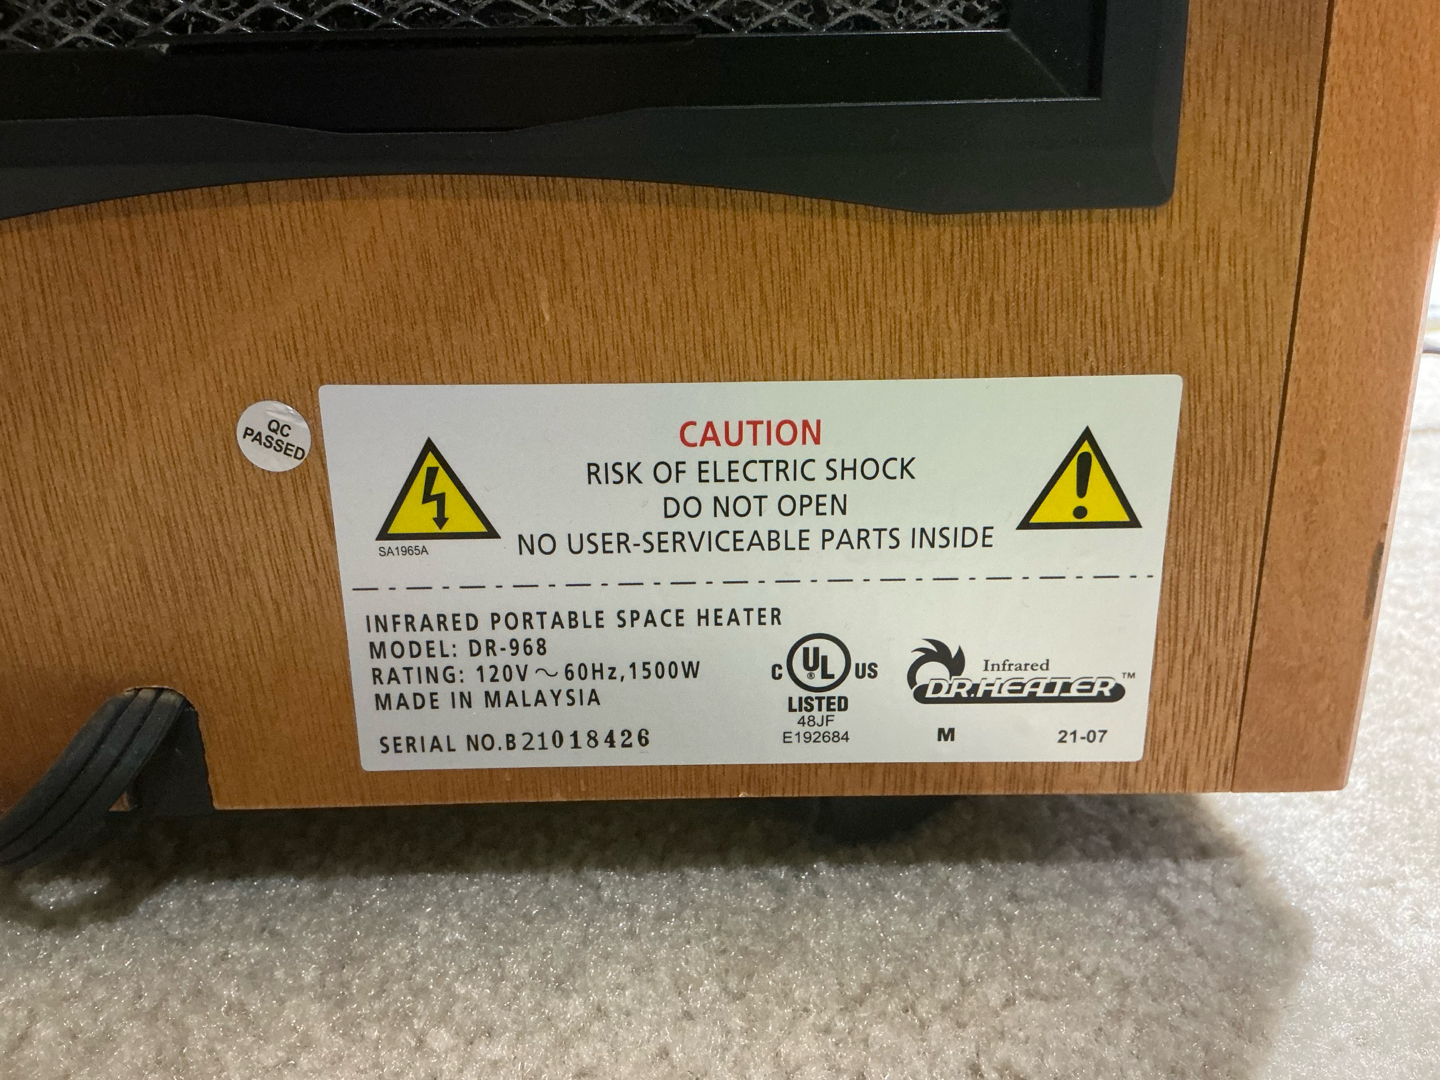 QC
PASSED
CAUTION
RISK OF ELECTRIC SHOCK
DO NOT OPEN
NO USER-SERVICEABLE PARTS INSIDE
SA1965A
INFRARED PORTABLE SPACE HEATER
MODEL: DR-968
RATING: 120V ~ 60Hz,1500W
MADE IN MALAYSIA
SERIAL NO.B21018426
C UL ® US
LISTED
48JF
E192684
Infrared
DR.HEATER™
M
21-07